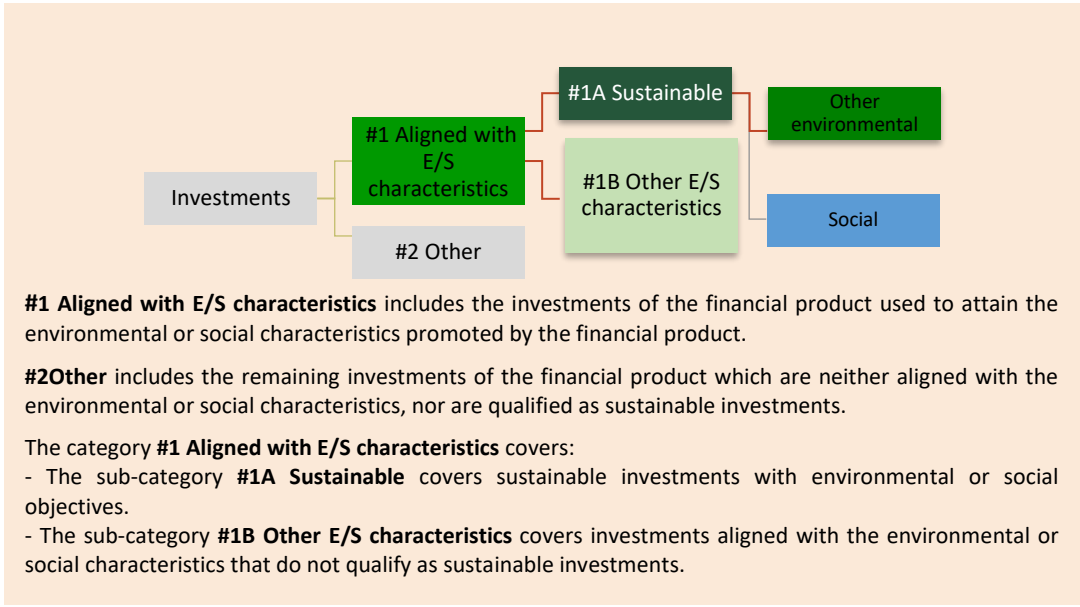 #1A Sustainable
Other
environmental
#1 Aligned with
E/S
characteristics
#1B Other E/S
characteristics
Investments
Social
#2 Other
#1 Aligned with E/S characteristics includes the investments of the financial product used to attain the
environmental or social characteristics promoted by the financial product.
#2Other includes the remaining investments of the financial product which are neither aligned with the
environmental or social characteristics, nor are qualified as sustainable investments.
The category #1 Aligned with E/S characteristics covers:
- The sub-category #1A Sustainable covers sustainable investments with environmental or social
objectives.
- The sub-category #1B Other E/S characteristics covers investments aligned with the environmental or
social characteristics that do not qualify as sustainable investments.